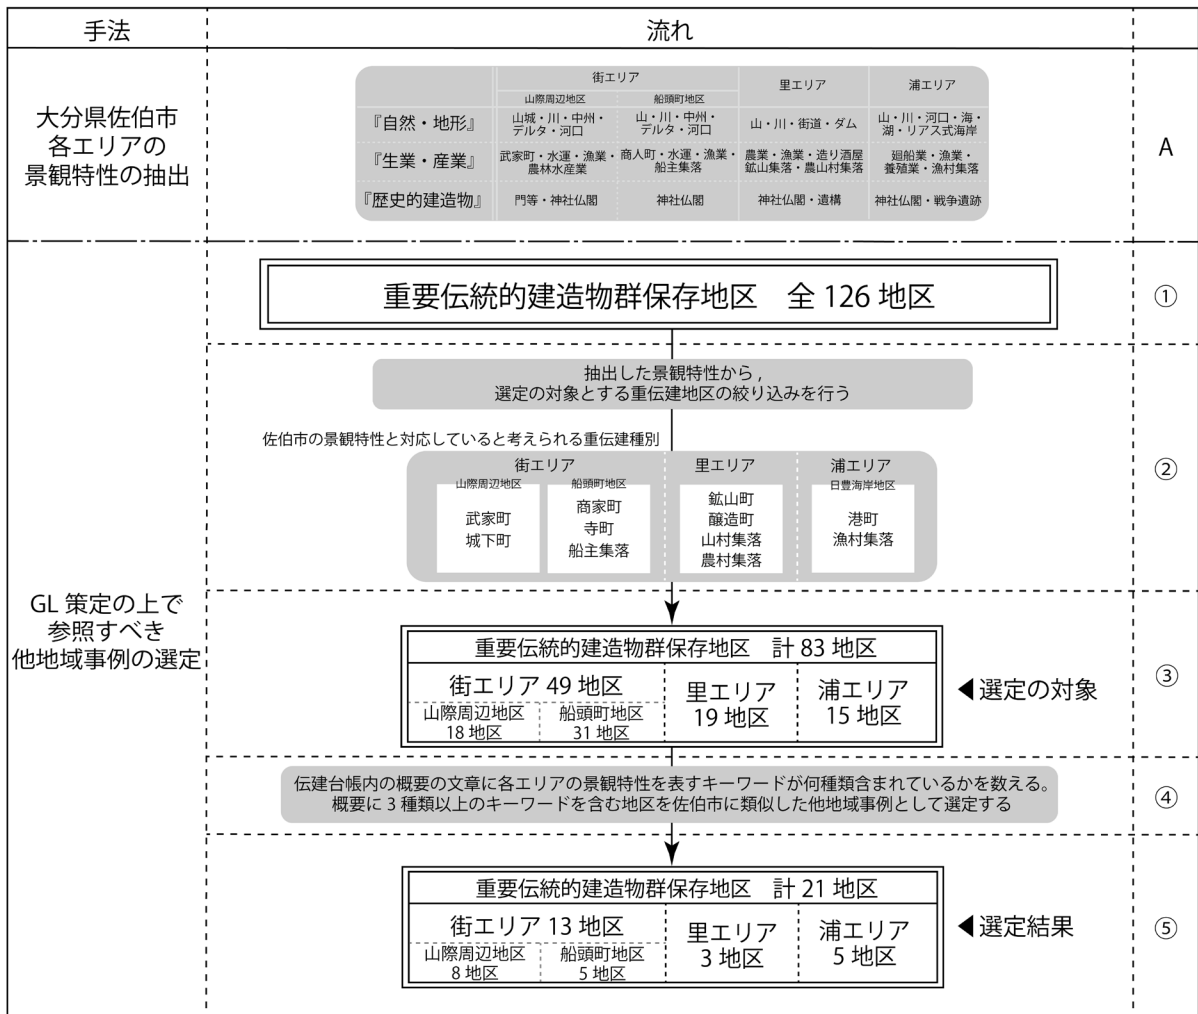 手法
流れ
大分県佐伯市
各エリアの
景観特性の抽出
街エリア
里エリア
浦エリア
山際周辺地区
船頭町地区
『自然・地形』
山城・川・中州・
デルタ・河口
山・川・中州・
デルタ・河口
山・川・街道・ダム
山・川・河口・海・
湖・リアス式海岸
『生業・産業』
武家町・水運・漁業・
農林水産業
商人町・水運・漁業・
船主集落
農業・漁業・造り酒屋
鉱山集落・農山村集落
廻船業・漁業・
養殖業・漁村集落
『歴史的建造物』
門等・神社仏閣
神社仏閣
神社仏閣・遺構
神社仏閣・戦争遺跡
A
GL 策定の上で
参照すべき
他地域事例の選定
重要伝統的建造物群保存地区 全 126 地区
①
抽出した景観特性から ,
選定の対象とする重伝建地区の絞り込みを行う
佐伯市の景観特性と対応していると考えられる重伝建種別
街エリア
里エリア
浦エリア
山際周辺地区
船頭町地区
日豊海岸地区
武家町
城下町
商家町
寺町
船主集落
鉱山町
醸造町
山村集落
農村集落
港町
漁村集落
②
重要伝統的建造物群保存地区 計 83 地区
街エリア 49 地区
山際周辺地区
18 地区
船頭町地区
31 地区
里エリア
19 地区
浦エリア
15 地区
◀選定の対象
③
伝建台帳内の概要の文章に各エリアの景観特性を表すキーワードが何種類含まれているかを数える。
概要に 3 種類以上のキーワードを含む地区を佐伯市に類似した他地域事例として選定する
④
重要伝統的建造物群保存地区 計 21 地区
街エリア 13 地区
山際周辺地区
8 地区
船頭町地区
5 地区
里エリア
3 地区
浦エリア
5 地区
◀選定結果
⑤